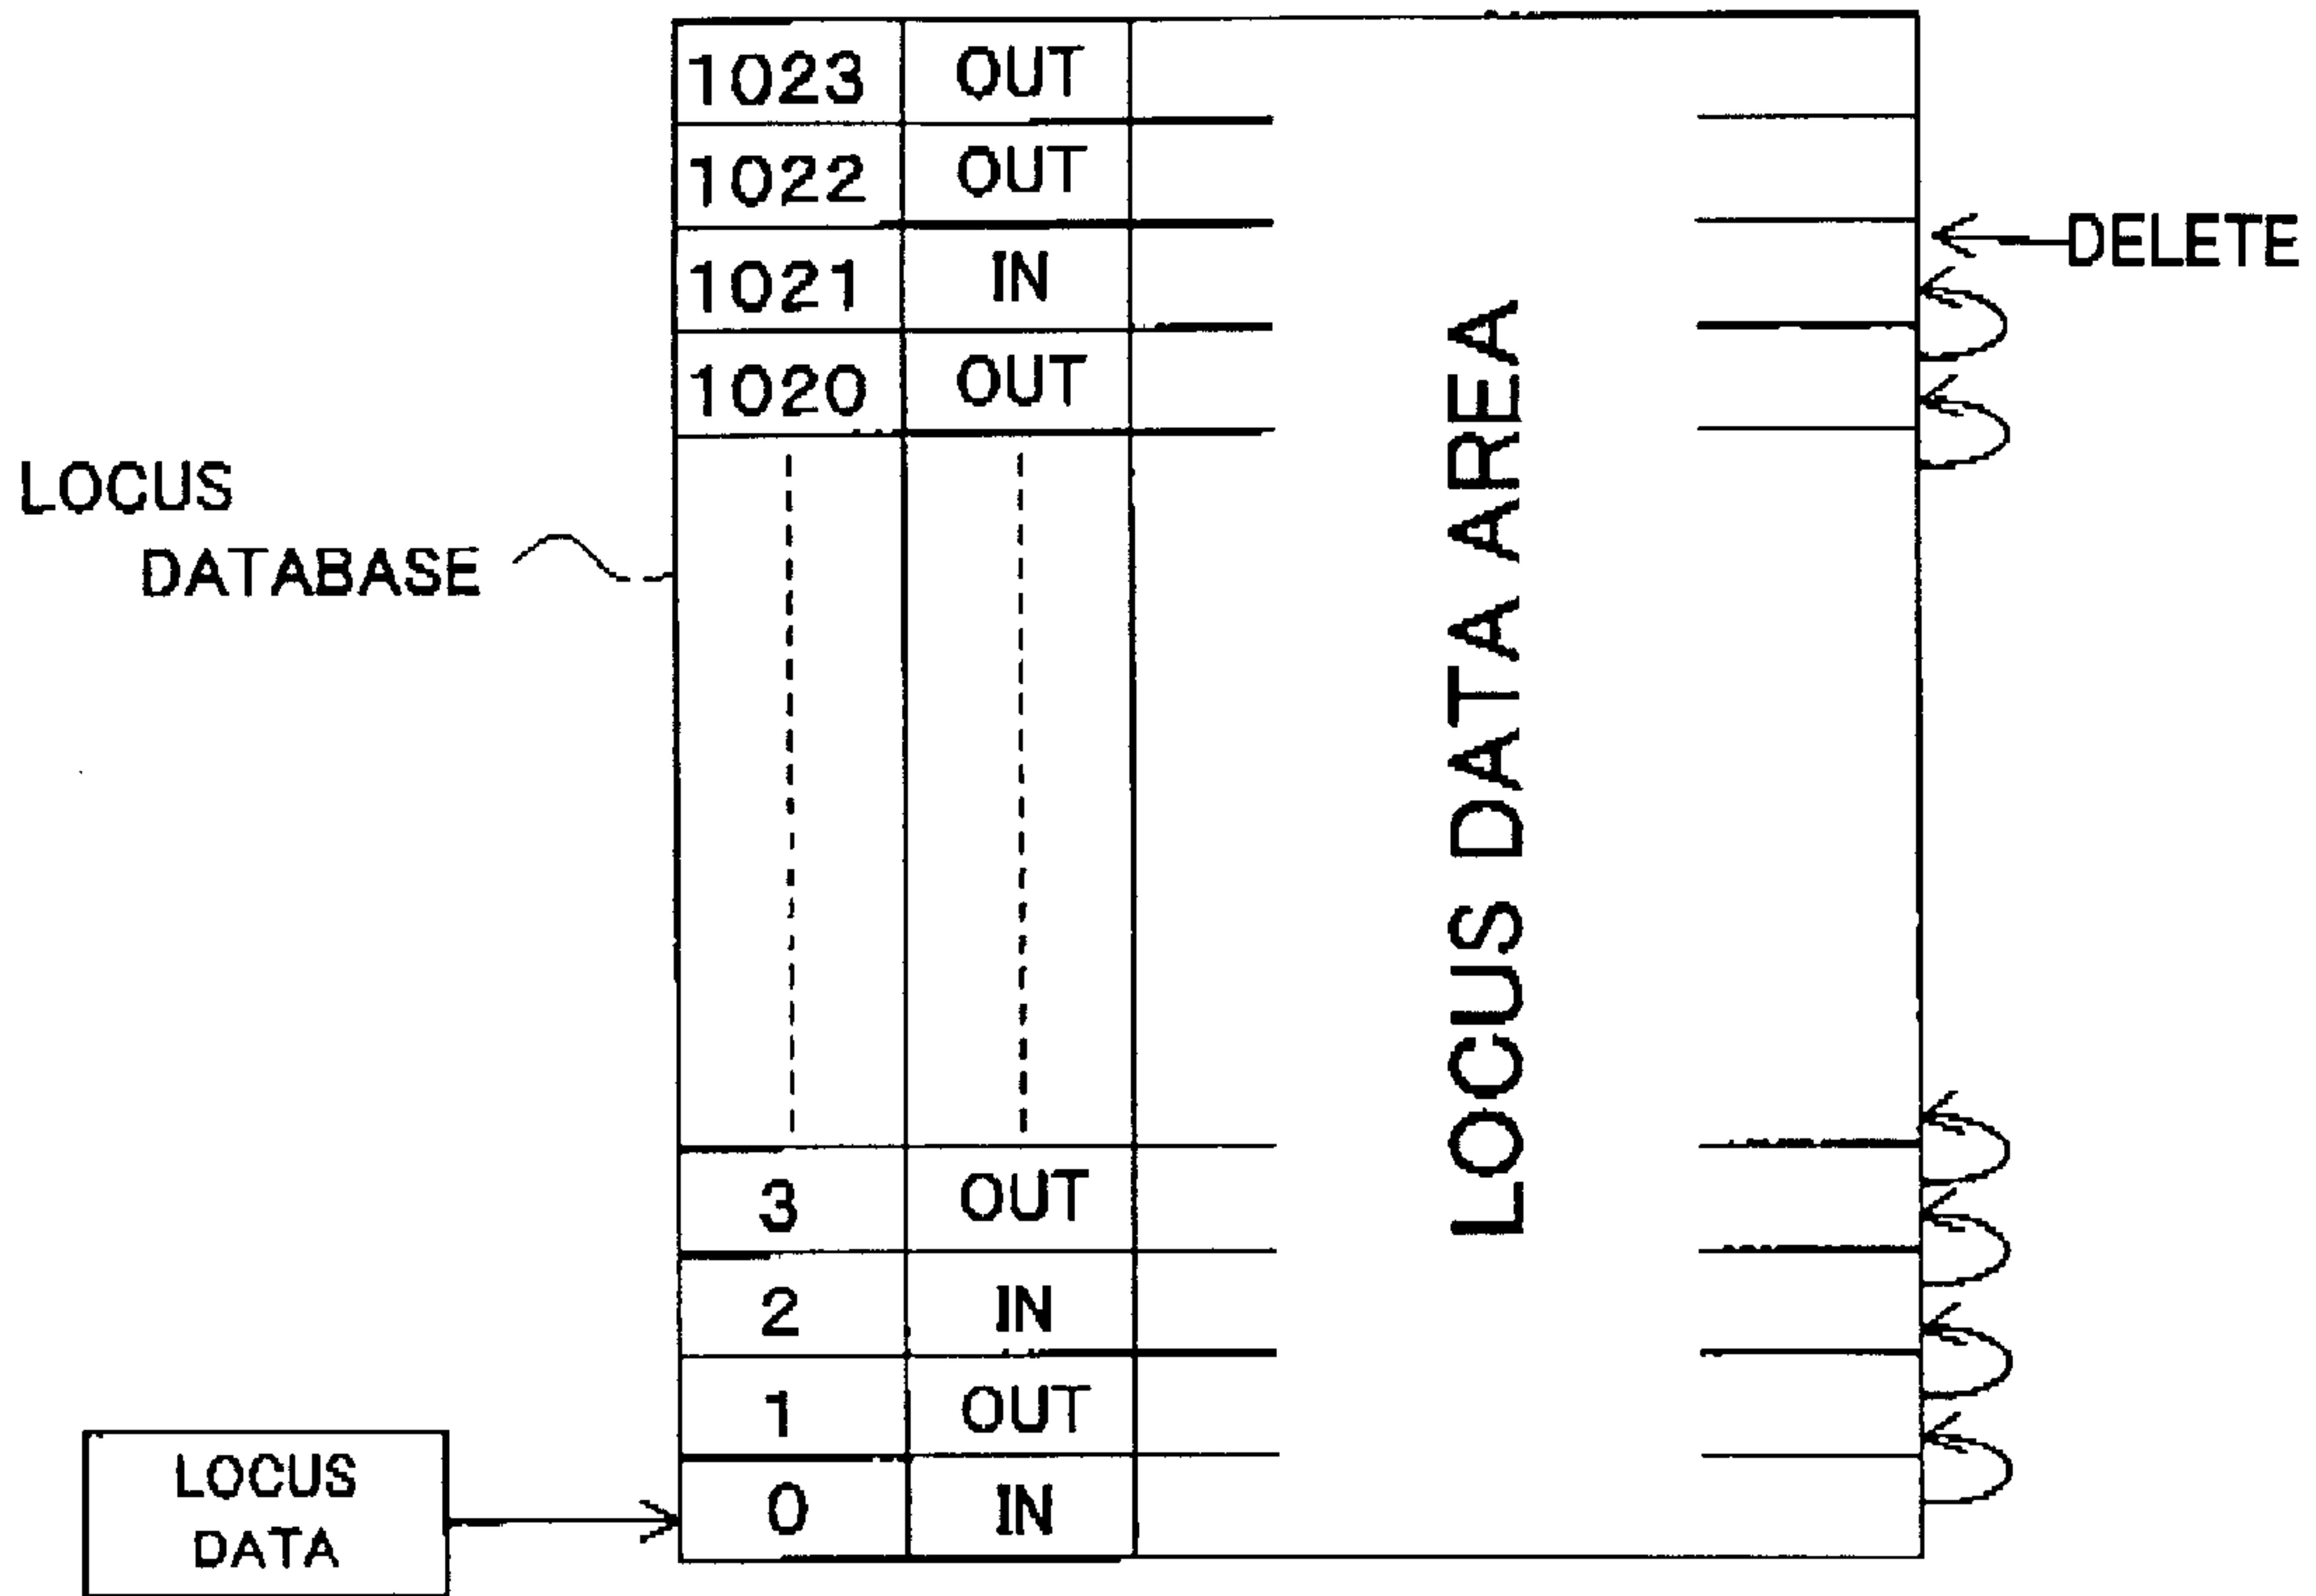 1023 OUT
1022 OUT
DELETE
1021 IN
1020 OUT
LOCUS
DATABASE
LOCUS DATA AREA
3 OUT
2 IN
1 OUT
0 IN
LOCUS
DATA